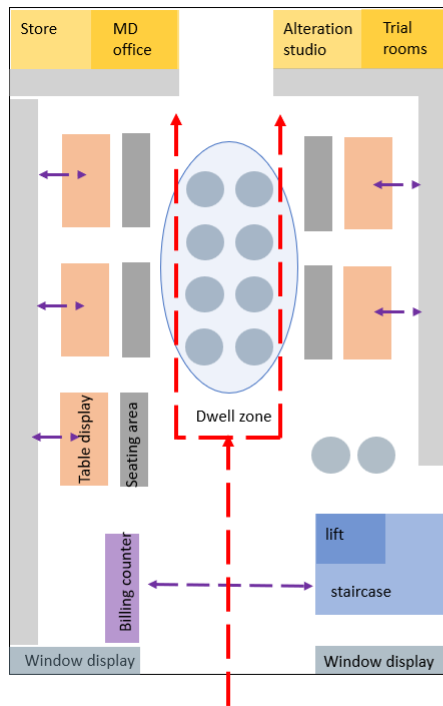 Store
MD
office
Alteration
studio
Trial
rooms
Dwell zone
Table display
Seating area
lift
staircase
Billing counter
Window display
Window display